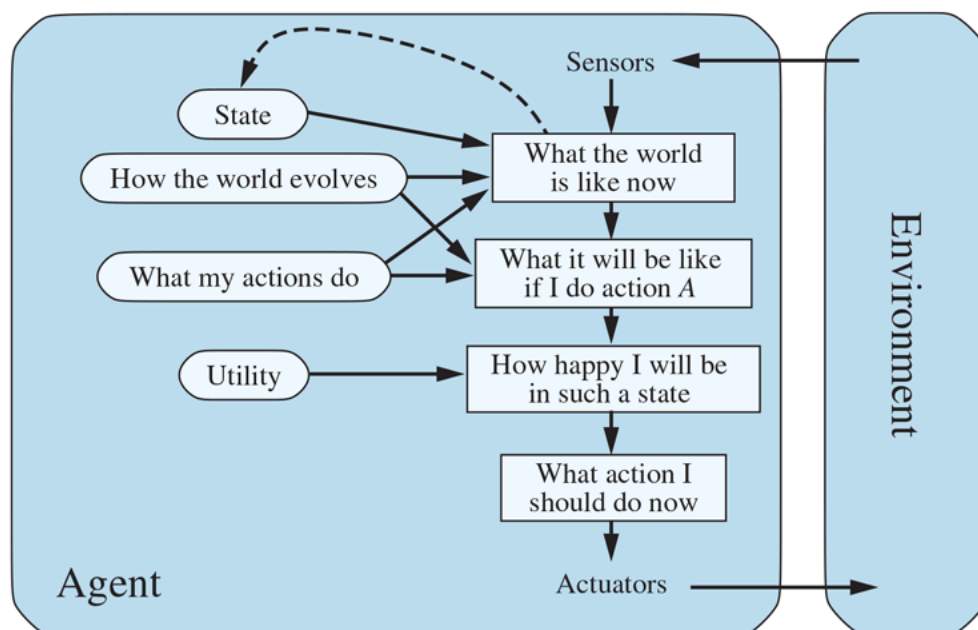 Sensors
State
What the world
is like now
How the world evolves
What my actions do
What it will be like
if I do action A
Utility
How happy I will be
in such a state
What action I
should do now
Agent
Actuators
Environment